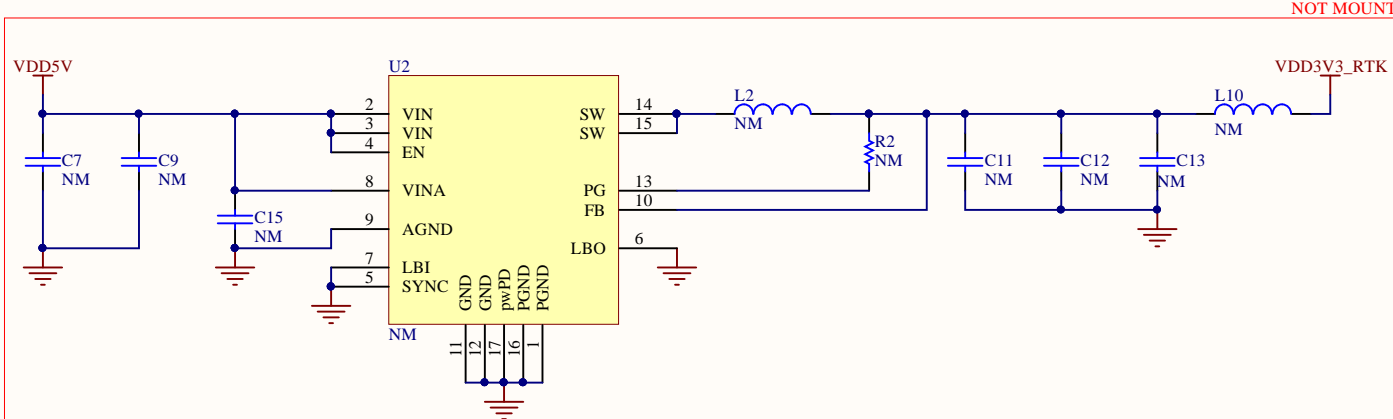 NOT MOUNT
VDD5V
U2
VDD3V3_RTK
2 VIN
3 VIN
4 EN
8 VINA
9 AGND
7 LBI
5 SYNC
SW 14
SW 15
PG 13
FB 10
LBO 6
GND 11
GND 12
pwPD 17
PGND 16
PGND 1
NM
C7
NM
C9
NM
C15
NM
L2
NM
R2
NM
C11
NM
C12
NM
C13
NM
L10
NM